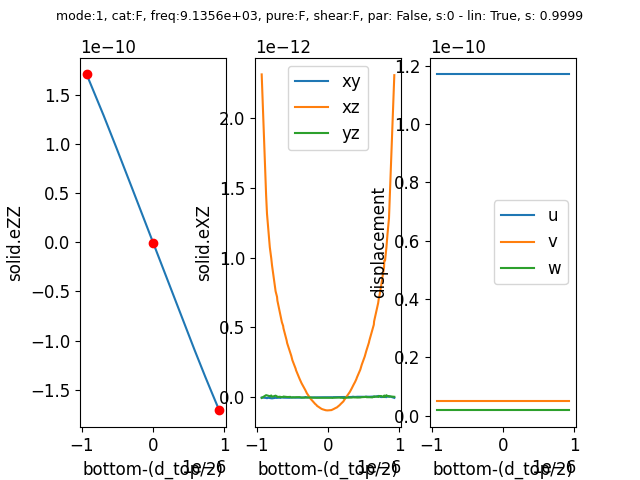 mode:1, cat:F, freq:9.1356e+03, pure:F, shear:F, par: False, s:0 - lin: True, s: 0.9999
1e−10
1e−12
1e−10
1.5
1.0
0.5
0.0
−0.5
−1.0
−1.5
solid.eZZ
−1
0
1
1e−6
bottom-(d_top/2)
2.0
1.5
1.0
0.5
0.0
solid.eXZ
xy
xz
yz
−1
0
1
1e−6
bottom-(d_top/2)
1.2
1.0
0.8
0.6
0.4
0.2
0.0
displacement
u
v
w
−1
0
1
1e−6
bottom-(d_top/2)